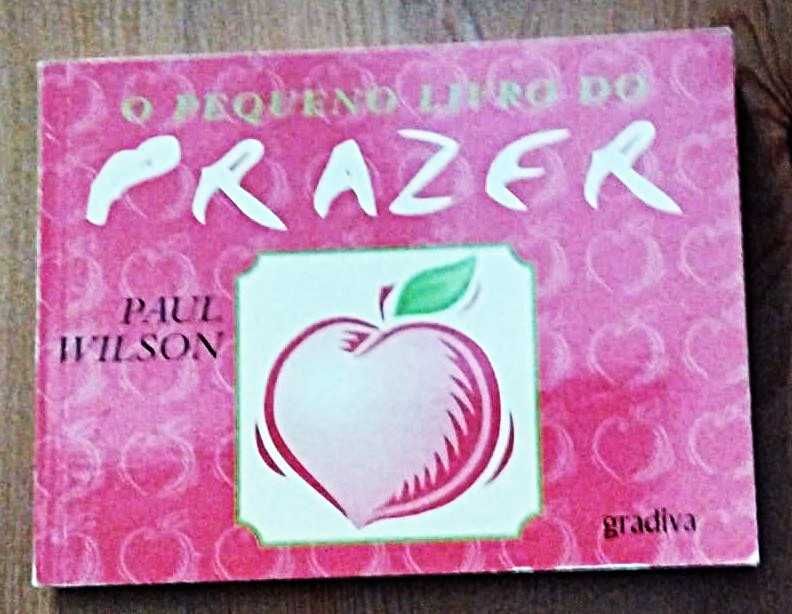 O PEQUENO LIVRO DO
PRAZER
PAUL
WILSON
gradiva